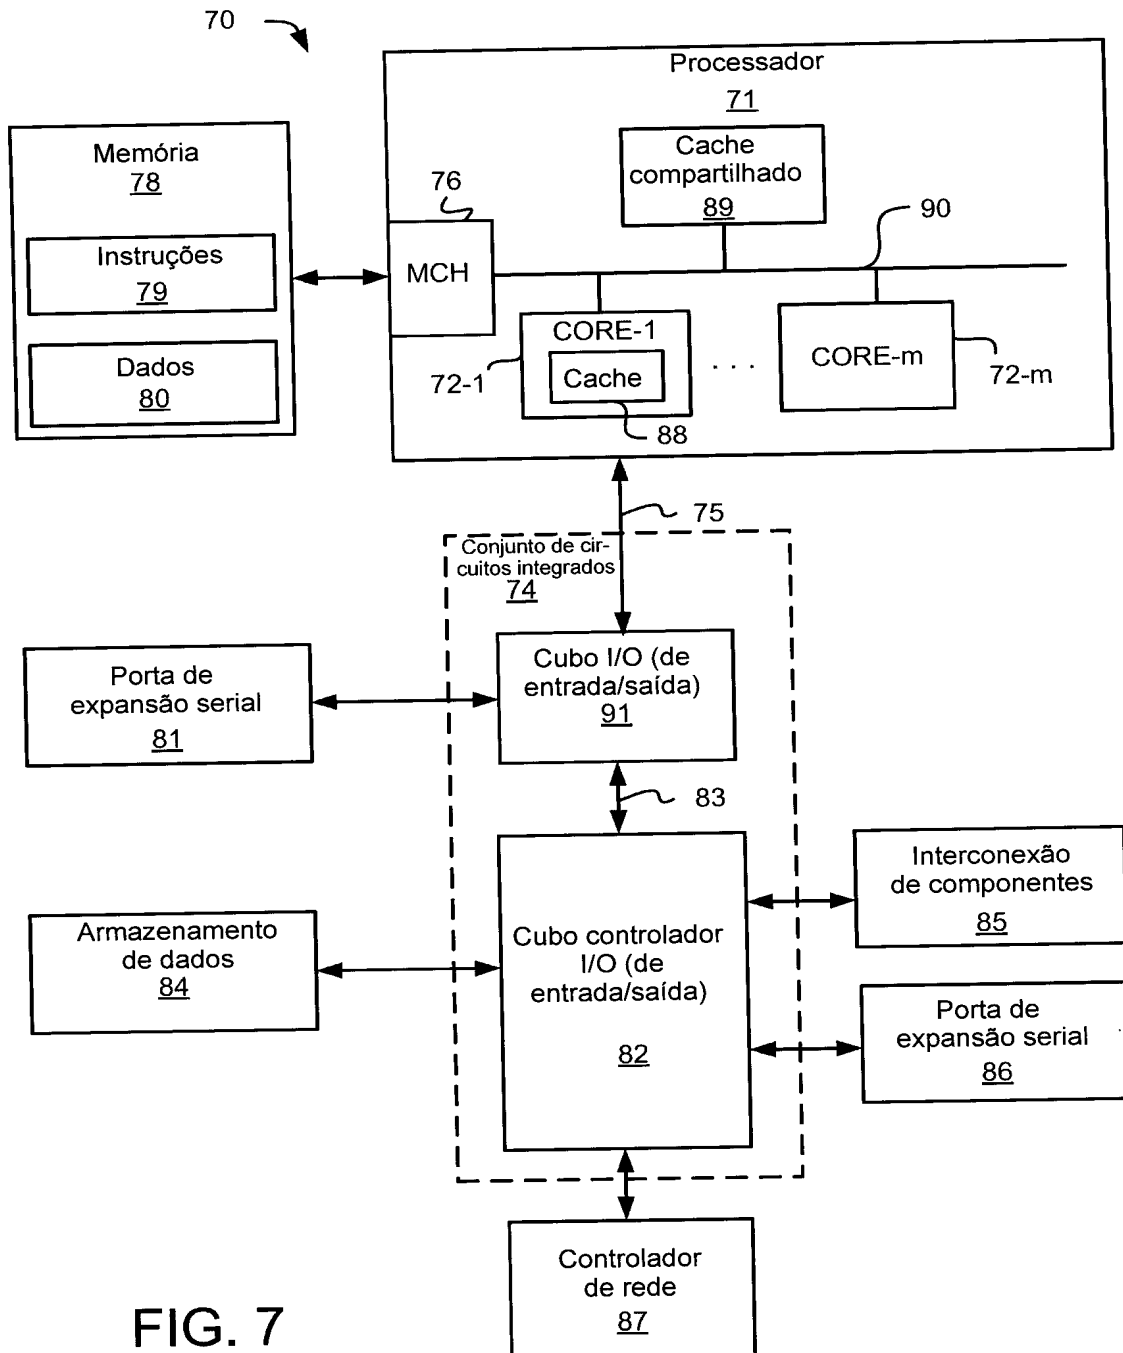 70
Processador
71
Memória
78
Instruções
79
Dados
80
76
MCH
Cache
compartilhado
89
90
CORE-1
Cache
72-1
88
. . .
CORE-m
72-m
75
Conjunto de cir-
cuitos integrados
74
Cubo I/O (de
entrada/saída)
91
Porta de
expansão serial
81
83
Cubo controlador
I/O (de
entrada/saída)
82
Armazenamento
de dados
84
Interconexão
de componentes
85
Porta de
expansão serial
86
Controlador
de rede
87
FIG. 7